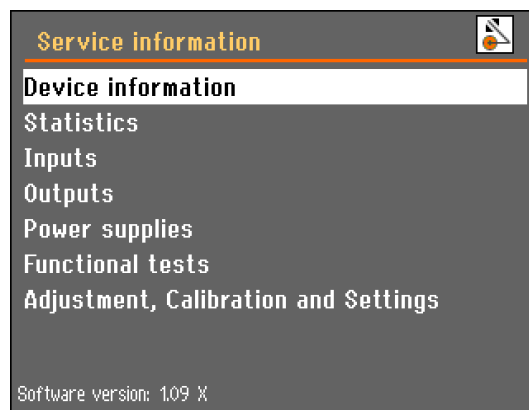 Service information
Device information
Statistics
Inputs
Outputs
Power supplies
Functional tests
Adjustment, Calibration and Settings
Software version: 1.09 X